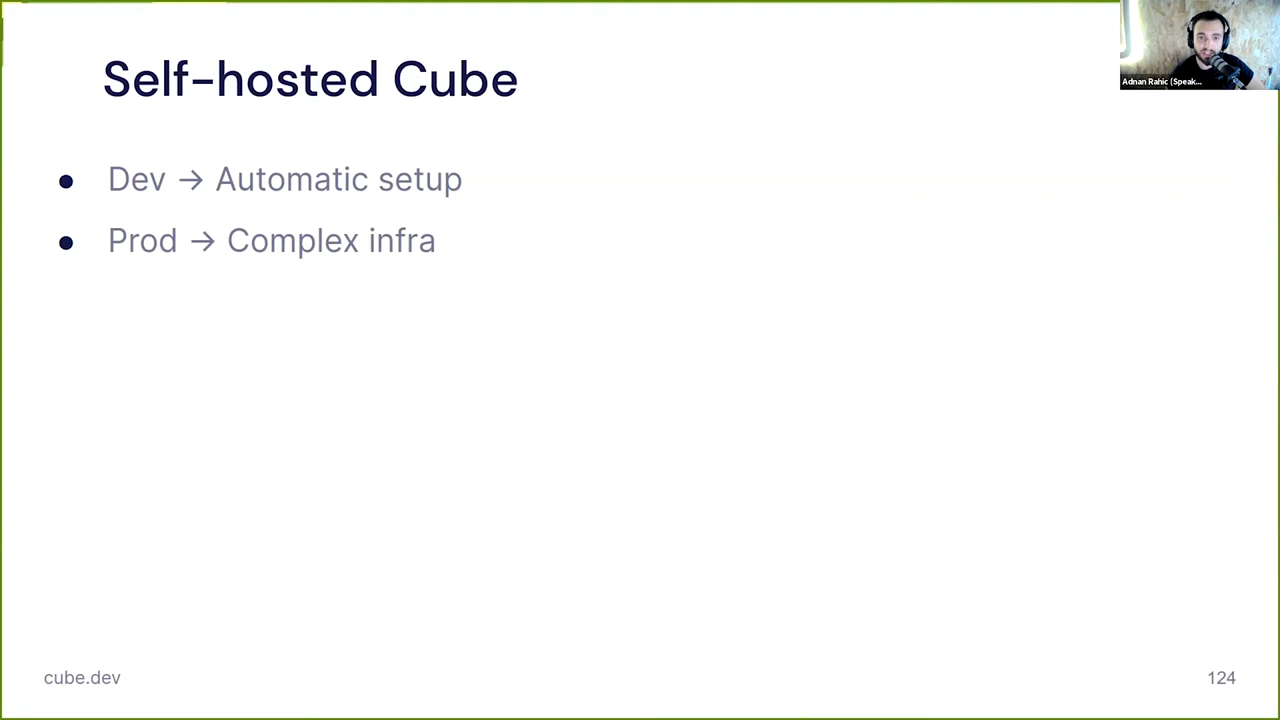 Self-hosted Cube
Adnan Rahic (Speak...
● Dev → Automatic setup
● Prod → Complex infra
cube.dev
124